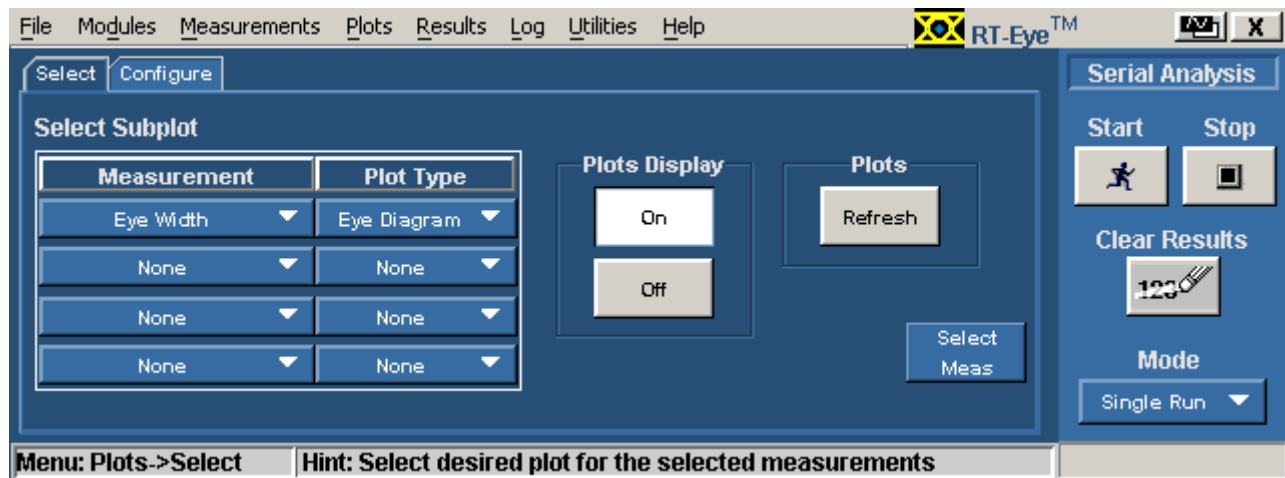 File Modules Measurements Plots Results Log Utilities Help RT-Eye™ X
Select Configure
Serial Analysis
Select Subplot
Start Stop
Measurement Plot Type
Plots Display
Plots
Eye Width Eye Diagram
On
Refresh
None None
Off
Clear Results
123
None None
Select
Meas
None None
Mode
Single Run
Menu: Plots->Select Hint: Select desired plot for the selected measurements